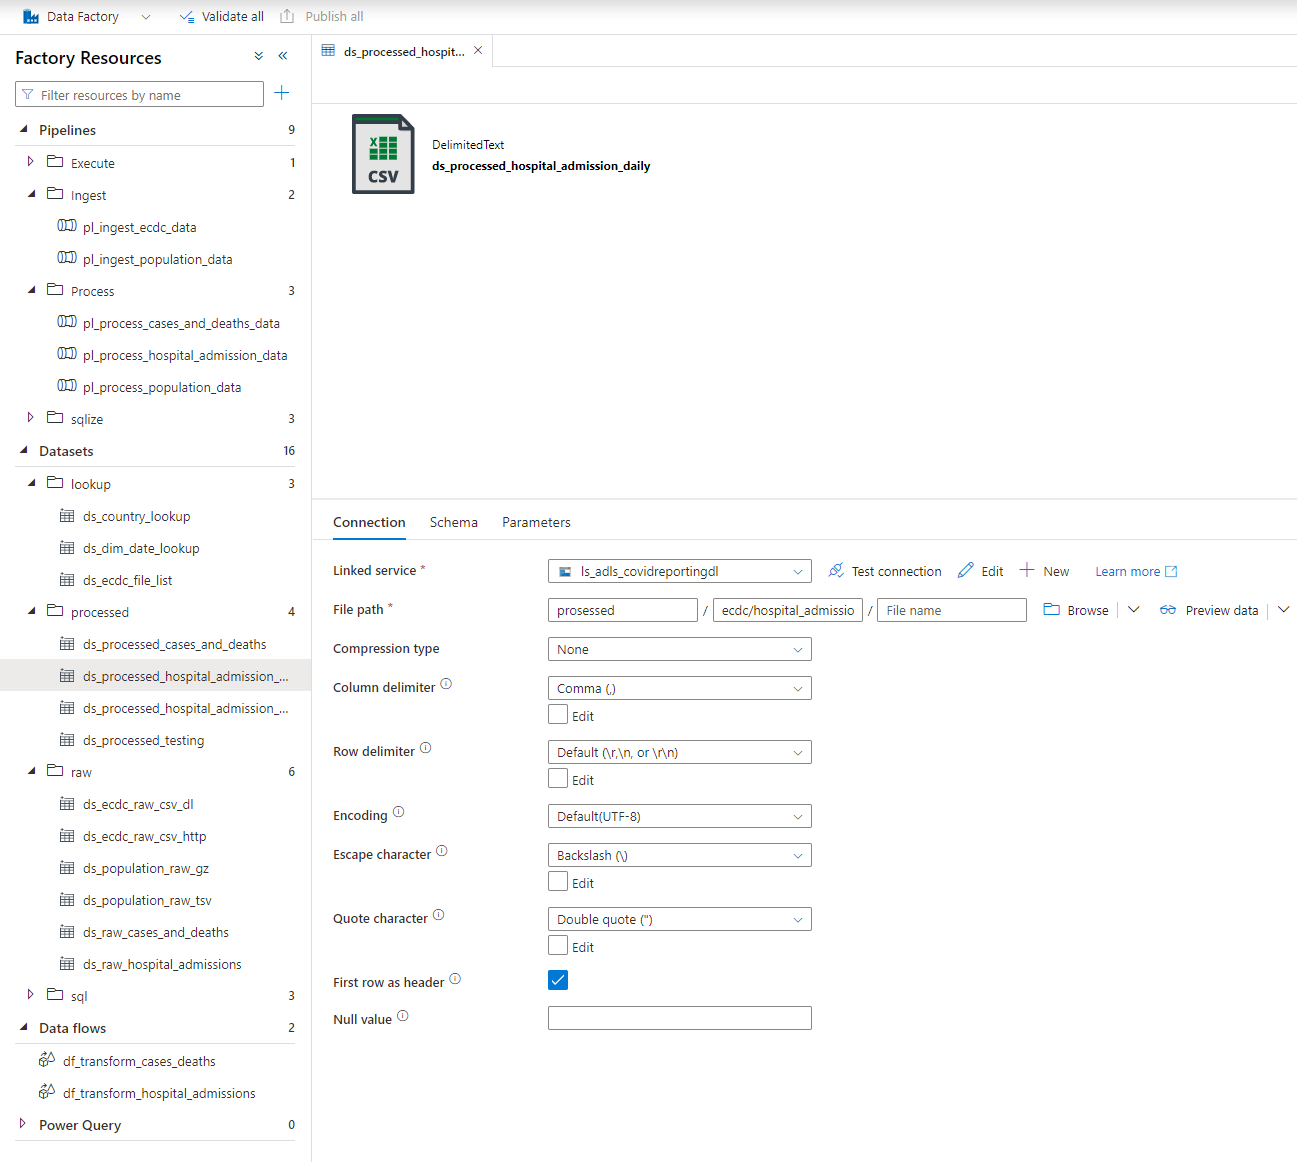 Data Factory
Validate all
Publish all
Factory Resources
Filter resources by name
Pipelines 9
Execute 1
Ingest 2
pl_ingest_ecdc_data
pl_ingest_population_data
Process 3
pl_process_cases_and_deaths_data
pl_process_hospital_admission_data
pl_process_population_data
sqlize 3
Datasets 16
lookup 3
ds_country_lookup
ds_dim_date_lookup
ds_ecdc_file_list
processed 4
ds_processed_cases_and_deaths
ds_processed_hospital_admission_...
ds_processed_hospital_admission_...
ds_processed_testing
raw 6
ds_ecdc_raw_csv_dl
ds_ecdc_raw_csv_http
ds_population_raw_gz
ds_population_raw_tsv
ds_raw_cases_and_deaths
ds_raw_hospital_admissions
sql 3
Data flows 2
df_transform_cases_deaths
df_transform_hospital_admissions
Power Query 0
ds_processed_hospit...
X
CSV
DelimitedText
ds_processed_hospital_admission_daily
Connection Schema Parameters
Linked service * ls_adls_covidreportingdl Test connection Edit New Learn more
File path * prosessed / ecdc/hospital_admissio / File name Browse Preview data
Compression type None
Column delimiter Comma (,)
Edit
Row delimiter Default (\r,\n, or \r\n)
Edit
Encoding Default(UTF-8)
Escape character Backslash (\)
Edit
Quote character Double quote (")
Edit
First row as header
Null value